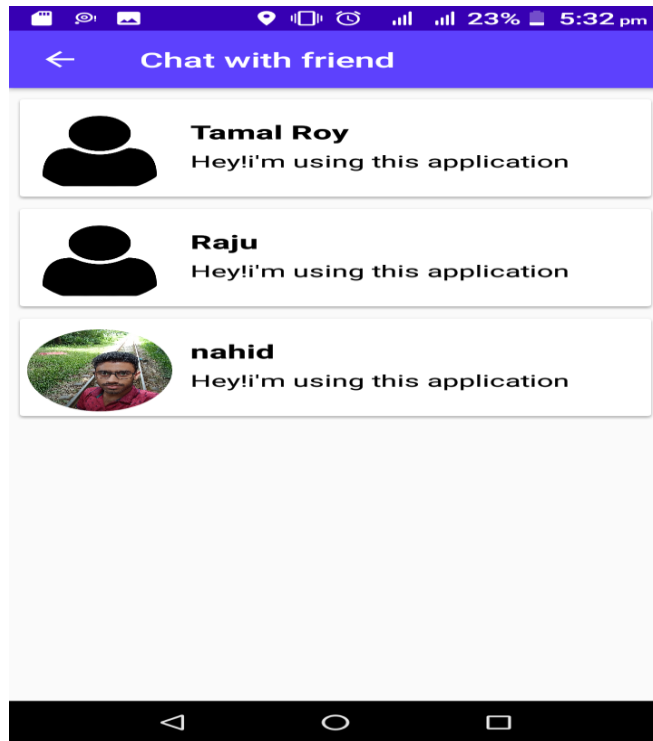 23% 5:32 pm
Chat with friend
Tamal Roy
Hey!i'm using this application
Raju
Hey!i'm using this application
nahid
Hey!i'm using this application